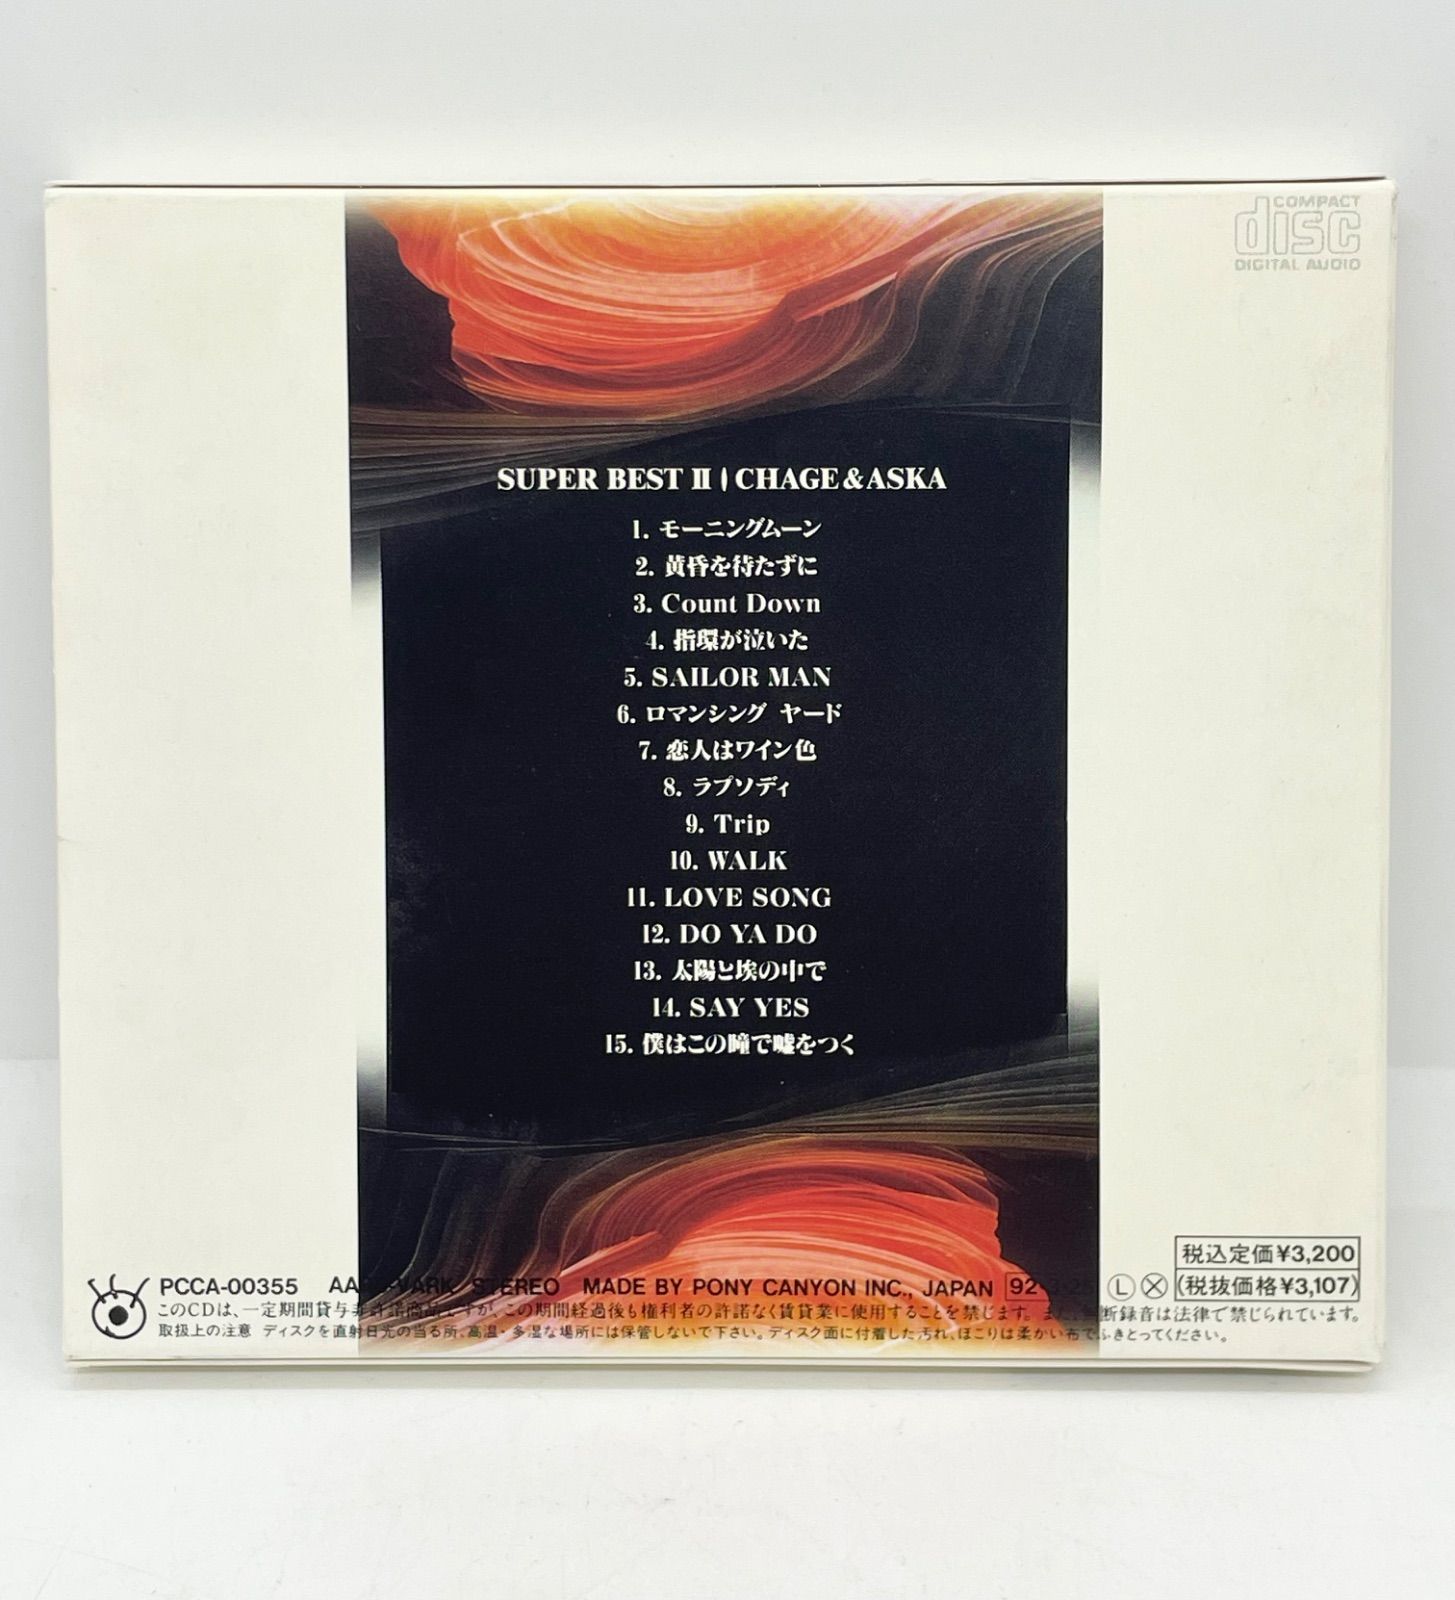 COMPACT
disc
DIGITAL AUDIO
SUPER BEST II CHAGE&ASKA
1. モーニングムーン
2. 黄昏を待たずに
3. Count Down
4. 指環が泣いた
5. SAILOR MAN
6. ロマンシング ヤード
7. 恋人はワイン色
8. ラプソディ
9. Trip
10. WALK
11. LOVE SONG
12. DO YA DO
13. 太陽と埃の中で
14. SAY YES
15. 僕はこの瞳で嘘をつく
税込定価¥3,200
PCCA-00355 STEREO MADE BY PONY CANYON INC., JAPAN L (税抜価格¥3,107)
このCDは、一定期間貸与非許諾商品ですが、この期間経過後も権利者の許諾なく賃貸業に使用することを禁じます。また、無断録音は法律で禁じられています。
取扱上の注意 ディスクを直射日光の当る所、高温・多湿な場所には保管しないで下さい。ディスク面に付着した汚れ、ほこりは柔かい布でふきとってください。